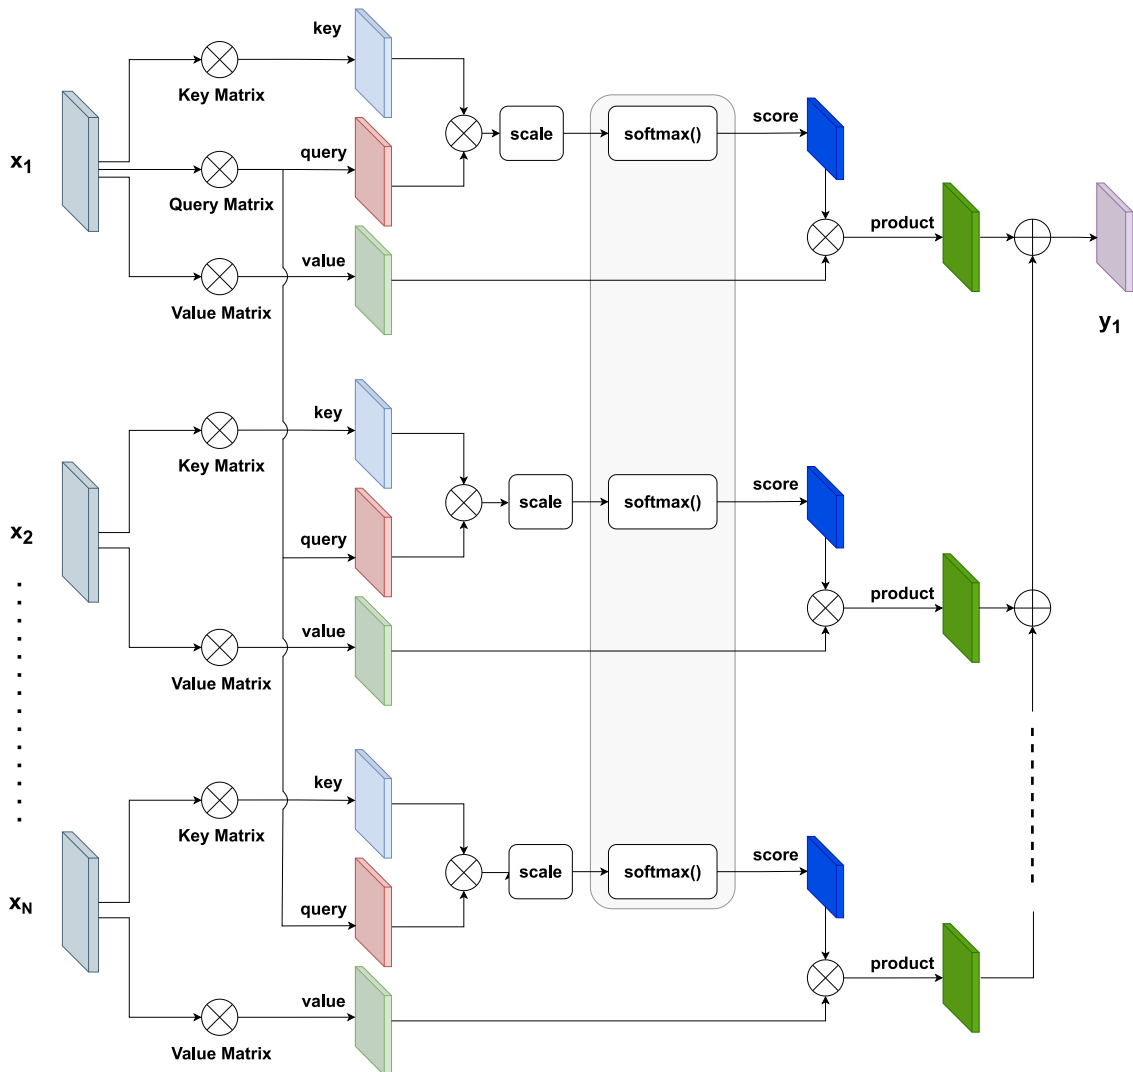 key
Key Matrix
scale
softmax()
score
x1
query
Query Matrix
product
value
Value Matrix
y1
key
Key Matrix
scale
softmax()
score
x2
query
product
value
Value Matrix
key
Key Matrix
scale
softmax()
score
xN
query
product
value
Value Matrix